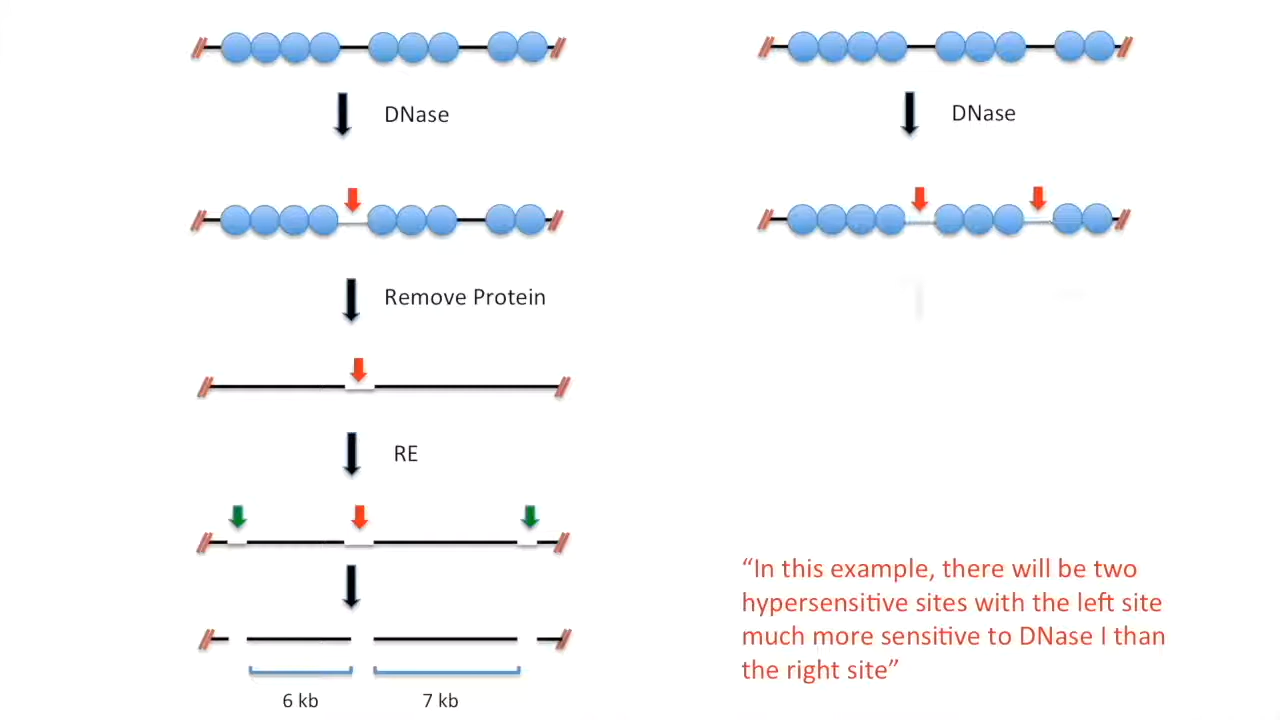 DNase
DNase
Remove Protein
RE
6 kb
7 kb
“In this example, there will be two
hypersensitive sites with the left site
much more sensitive to DNase I than
the right site”